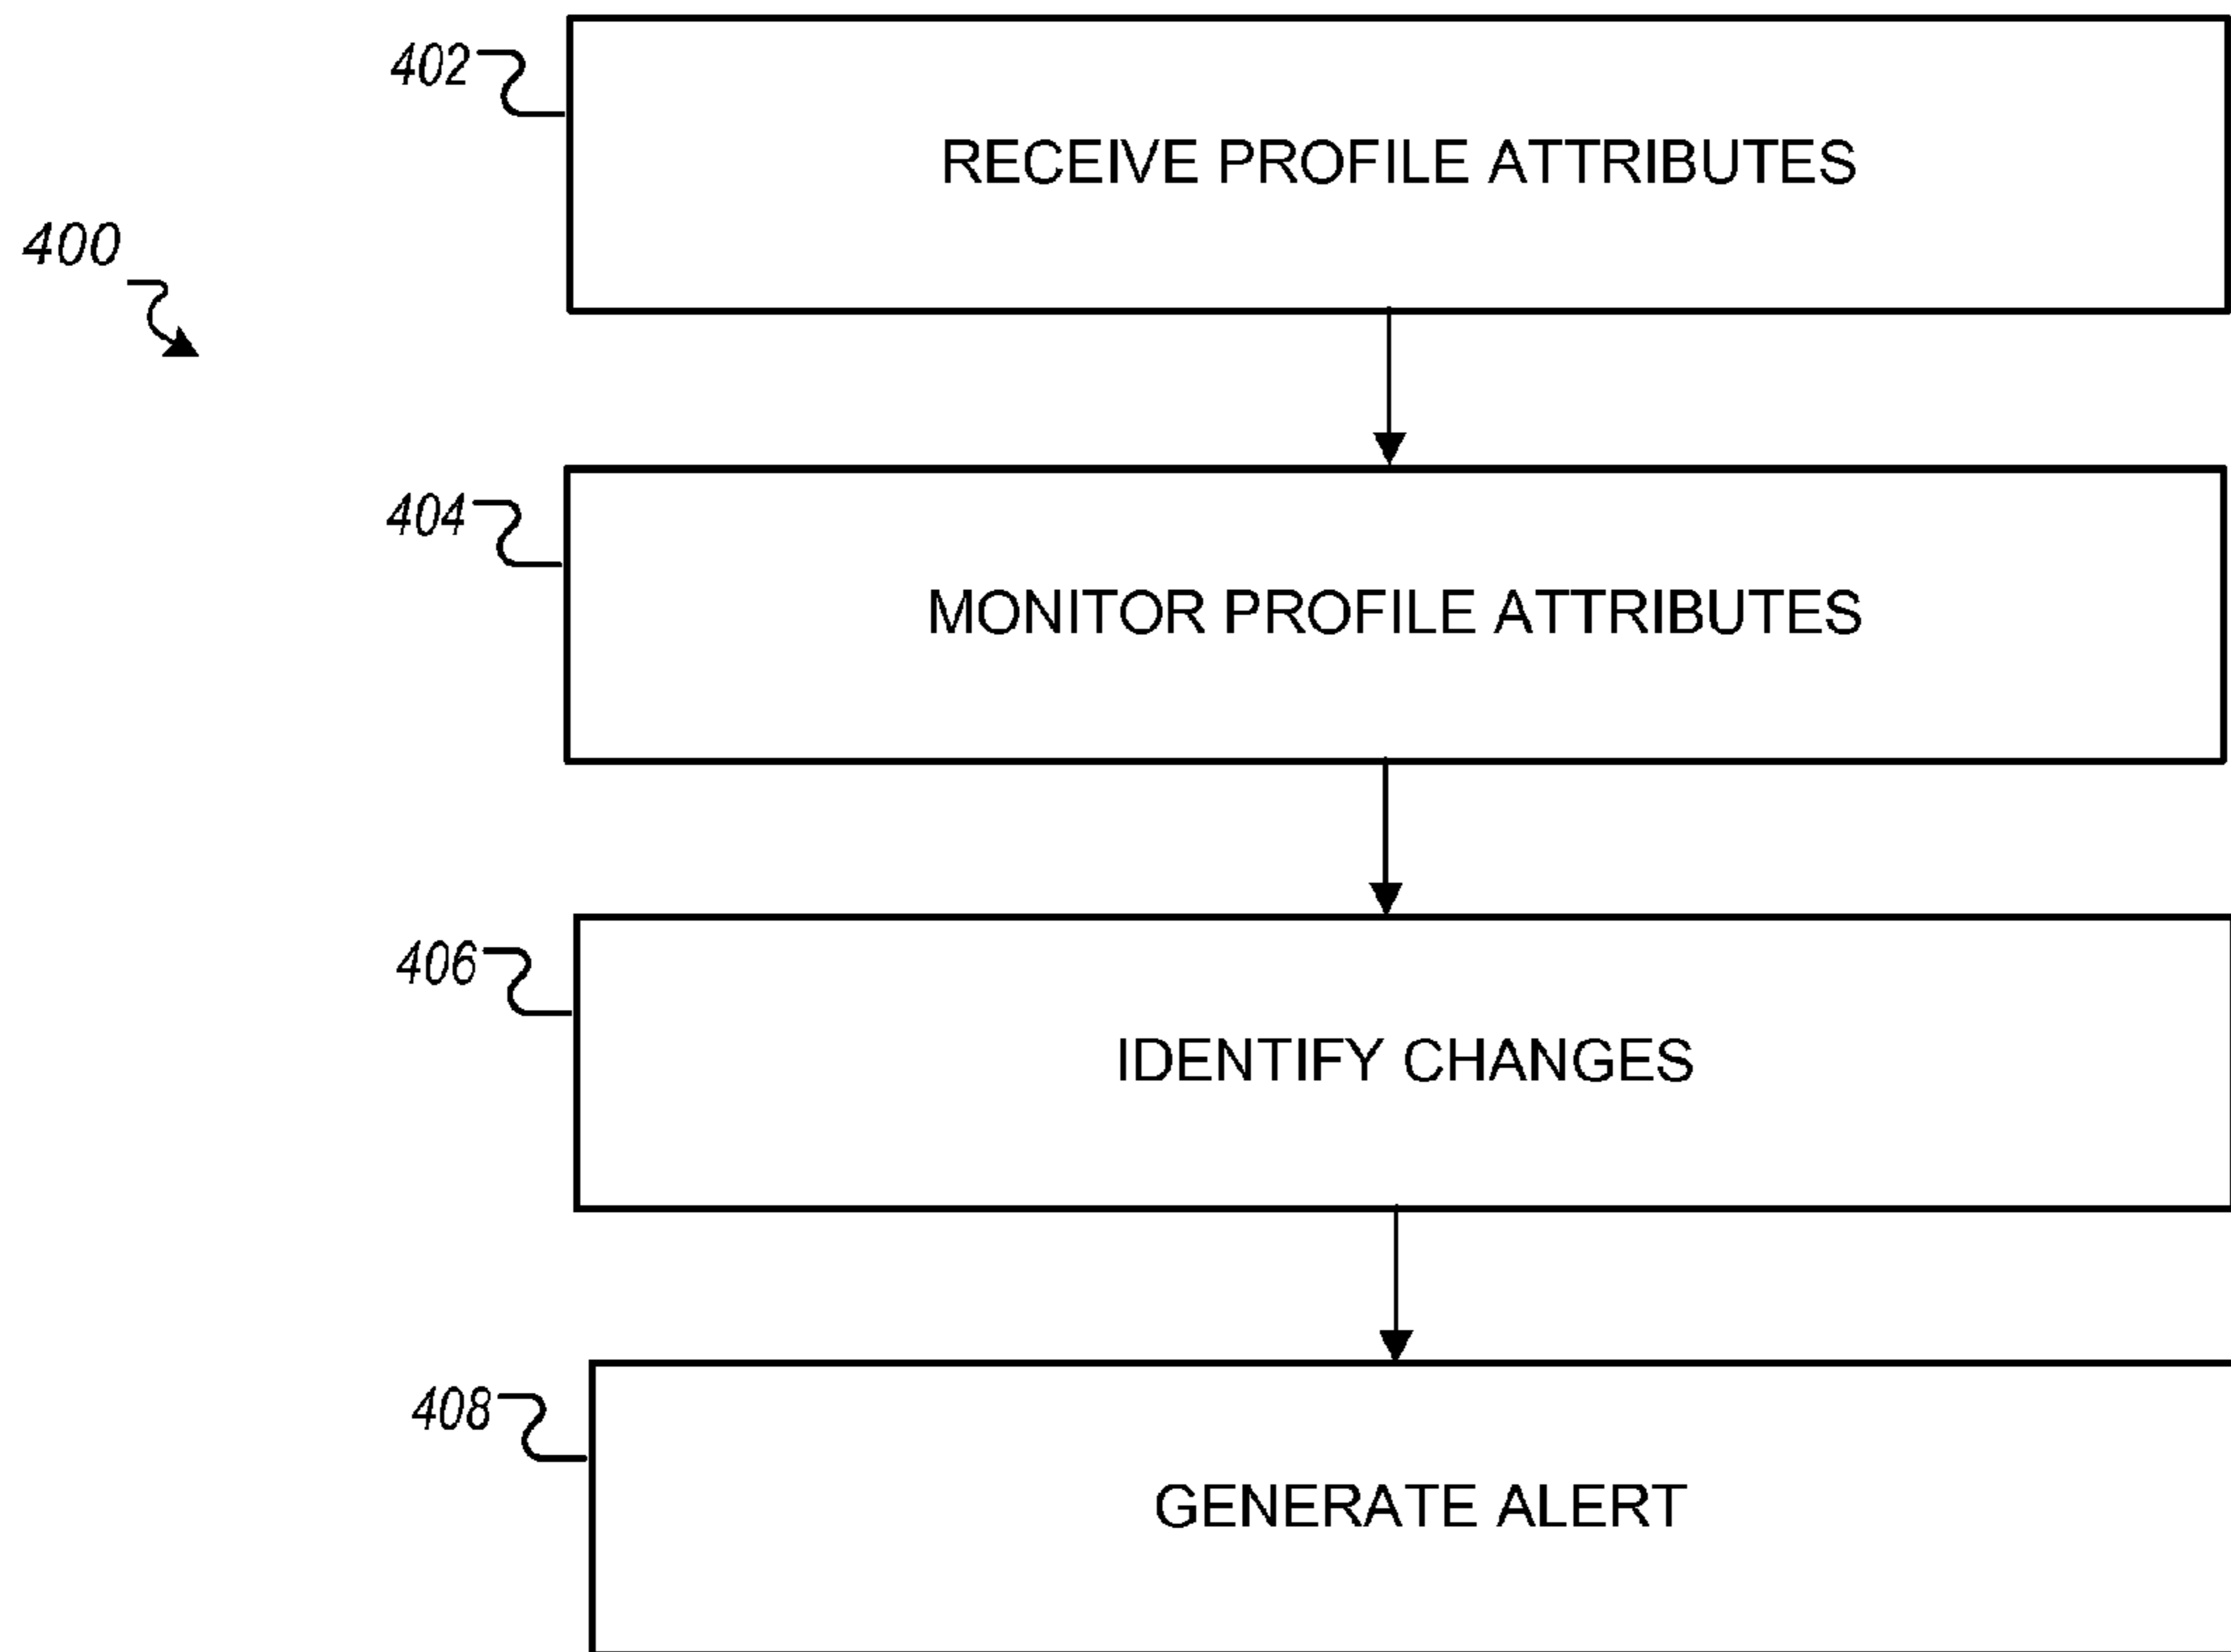 402
RECEIVE PROFILE ATTRIBUTES
400
404
MONITOR PROFILE ATTRIBUTES
406
IDENTIFY CHANGES
408
GENERATE ALERT